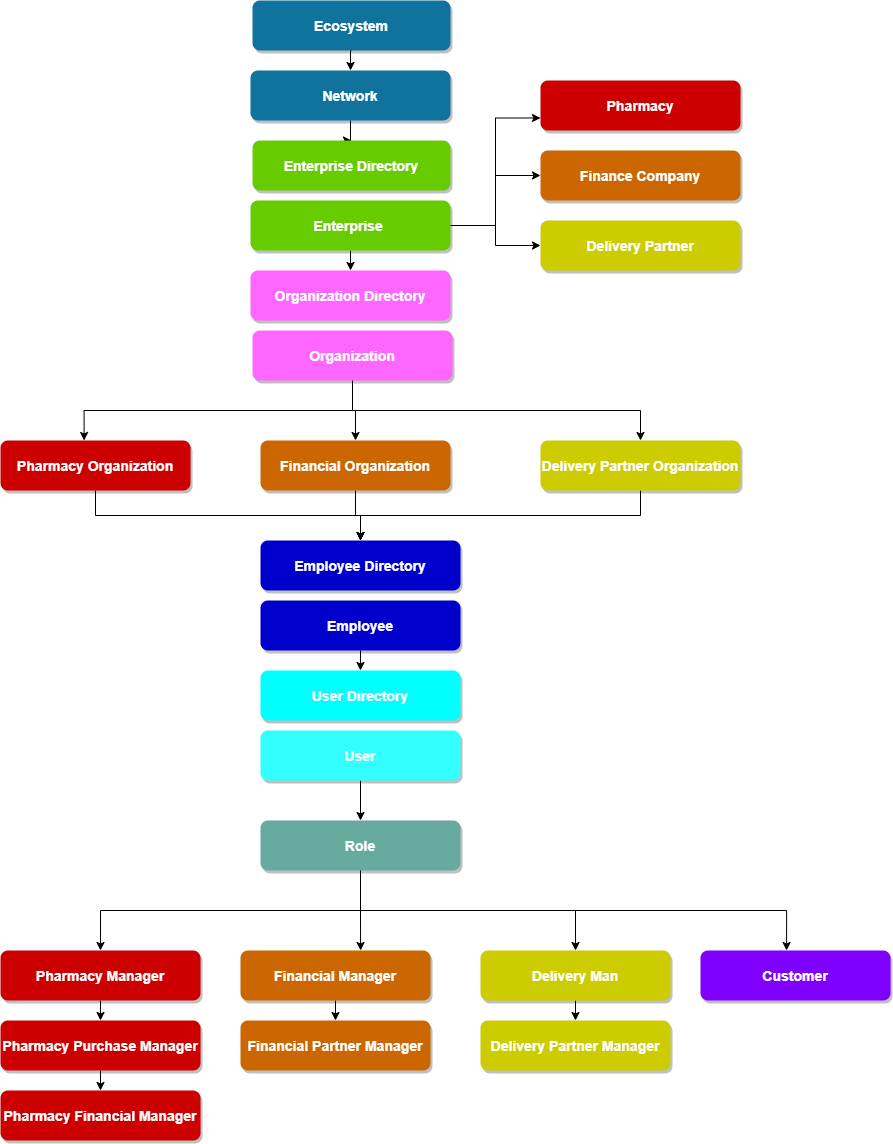 Ecosystem
Network
Pharmacy
Enterprise Directory
Finance Company
Enterprise
Delivery Partner
Organization Directory
Organization
Pharmacy Organization
Financial Organization
Delivery Partner Organization
Employee Directory
Employee
User Directory
User
Role
Pharmacy Manager
Financial Manager
Delivery Man
Customer
Pharmacy Purchase Manager
Financial Partner Manager
Delivery Partner Manager
Pharmacy Financial Manager